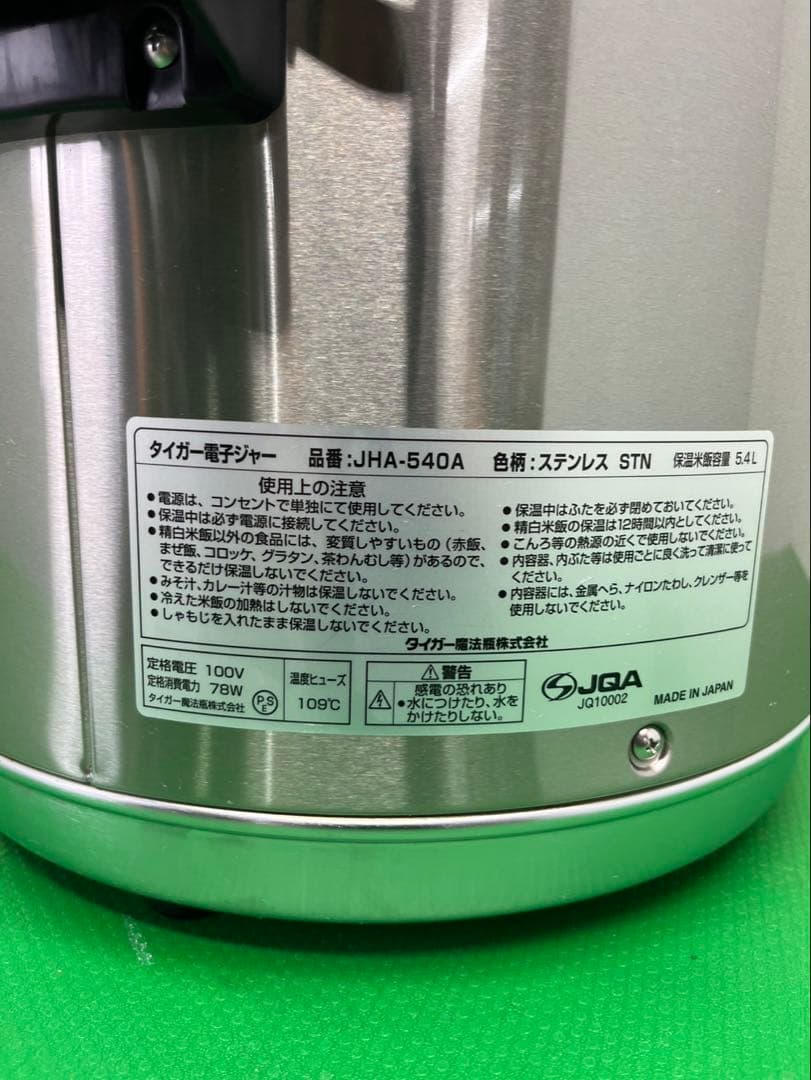 タイガー電子ジャー 品番:JHA-540A 色柄:ステンレス STN 保温米飯容量 5.4L
使用上の注意
●電源は、コンセントで単独にて使用してください。
●保温中は必ず電源に接続してください。
●精白米飯以外の食品には、変質しやすいもの(赤飯、
まぜ飯、コロッケ、グラタン、茶わんむし等)があるので、
できるだけ保温しないでください。
●みそ汁、カレー汁等の汁物は保温しないでください。
●冷えた米飯の加熱はしないでください。
●しゃもじを入れたまま保温しないでください。
●保温中はふたを必ず閉めておいてください。
●精白米飯の保温は12時間以内としてください。
●こんろ等の熱源の近くで使用しないでください。
●内容器、内ぶた等は使用ごとに良く洗って清潔に使って
ください。
●内容器には、金属へら、ナイロンたわし、クレンザー等を
使用しないでください。
タイガー魔法瓶株式会社
定格電圧 100V
定格消費電力 78W
タイガー魔法瓶株式会社
PSE
温度ヒューズ
109℃
警告
感電の恐れあり
●水につけたり、水を
かけたりしない。
JQA
JQ10002
MADE IN JAPAN